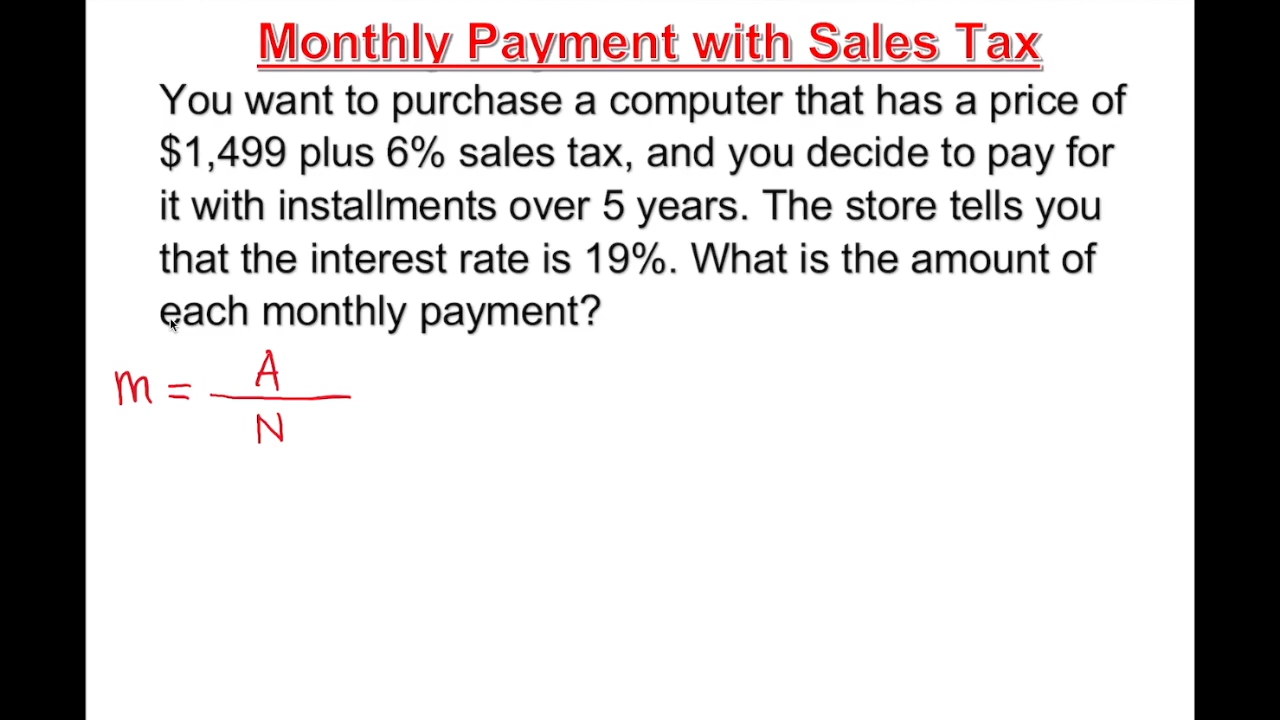 Monthly Payment with Sales Tax
You want to purchase a computer that has a price of
$1,499 plus 6% sales tax, and you decide to pay for
it with installments over 5 years. The store tells you
that the interest rate is 19%. What is the amount of
each monthly payment?
m = A
N